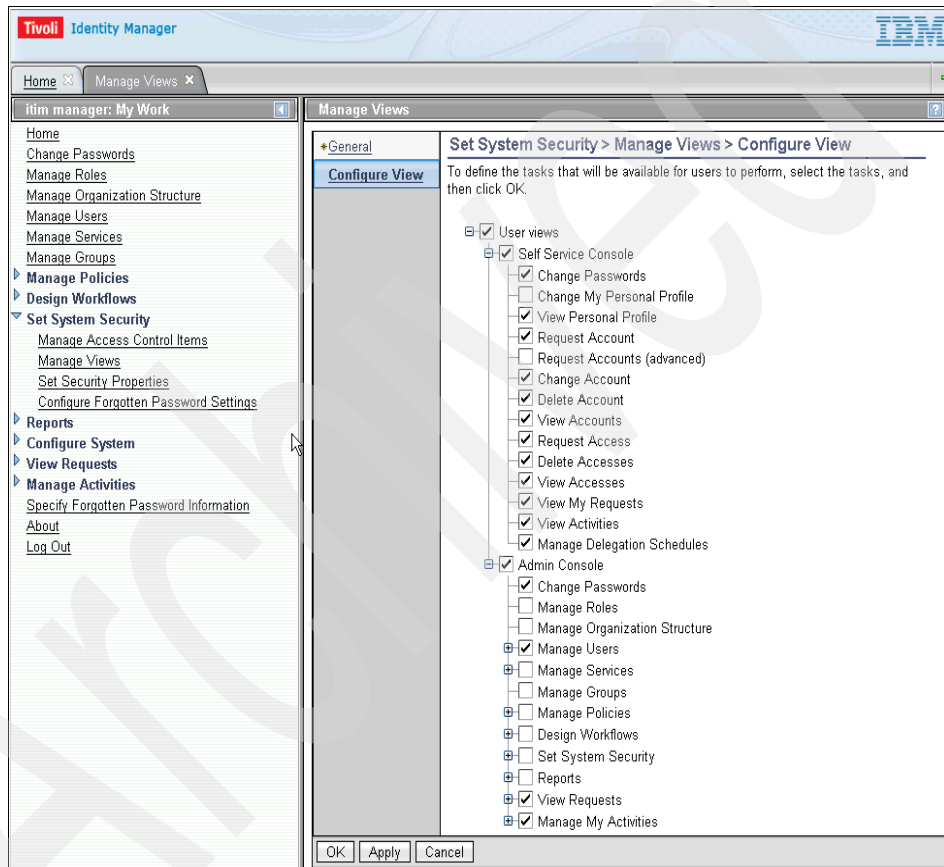 Tivoli Identity Manager
IBM
Home
Manage Views
itim manager: My Work
Home
Change Passwords
Manage Roles
Manage Organization Structure
Manage Users
Manage Services
Manage Groups
Manage Policies
Design Workflows
Set System Security
Manage Access Control Items
Manage Views
Set Security Properties
Configure Forgotten Password Settings
Reports
Configure System
View Requests
Manage Activities
Specify Forgotten Password Information
About
Log Out
Manage Views
?
*General
Configure View
Set System Security > Manage Views > Configure View
To define the tasks that will be available for users to perform, select the tasks, and
then click OK.
User views
Self Service Console
Change Passwords
Change My Personal Profile
View Personal Profile
Request Account
Request Accounts (advanced)
Change Account
Delete Account
View Accounts
Request Access
Delete Accesses
View Accesses
View My Requests
View Activities
Manage Delegation Schedules
Admin Console
Change Passwords
Manage Roles
Manage Organization Structure
Manage Users
Manage Services
Manage Groups
Manage Policies
Design Workflows
Set System Security
Reports
View Requests
Manage My Activities
OK
Apply
Cancel
Archived